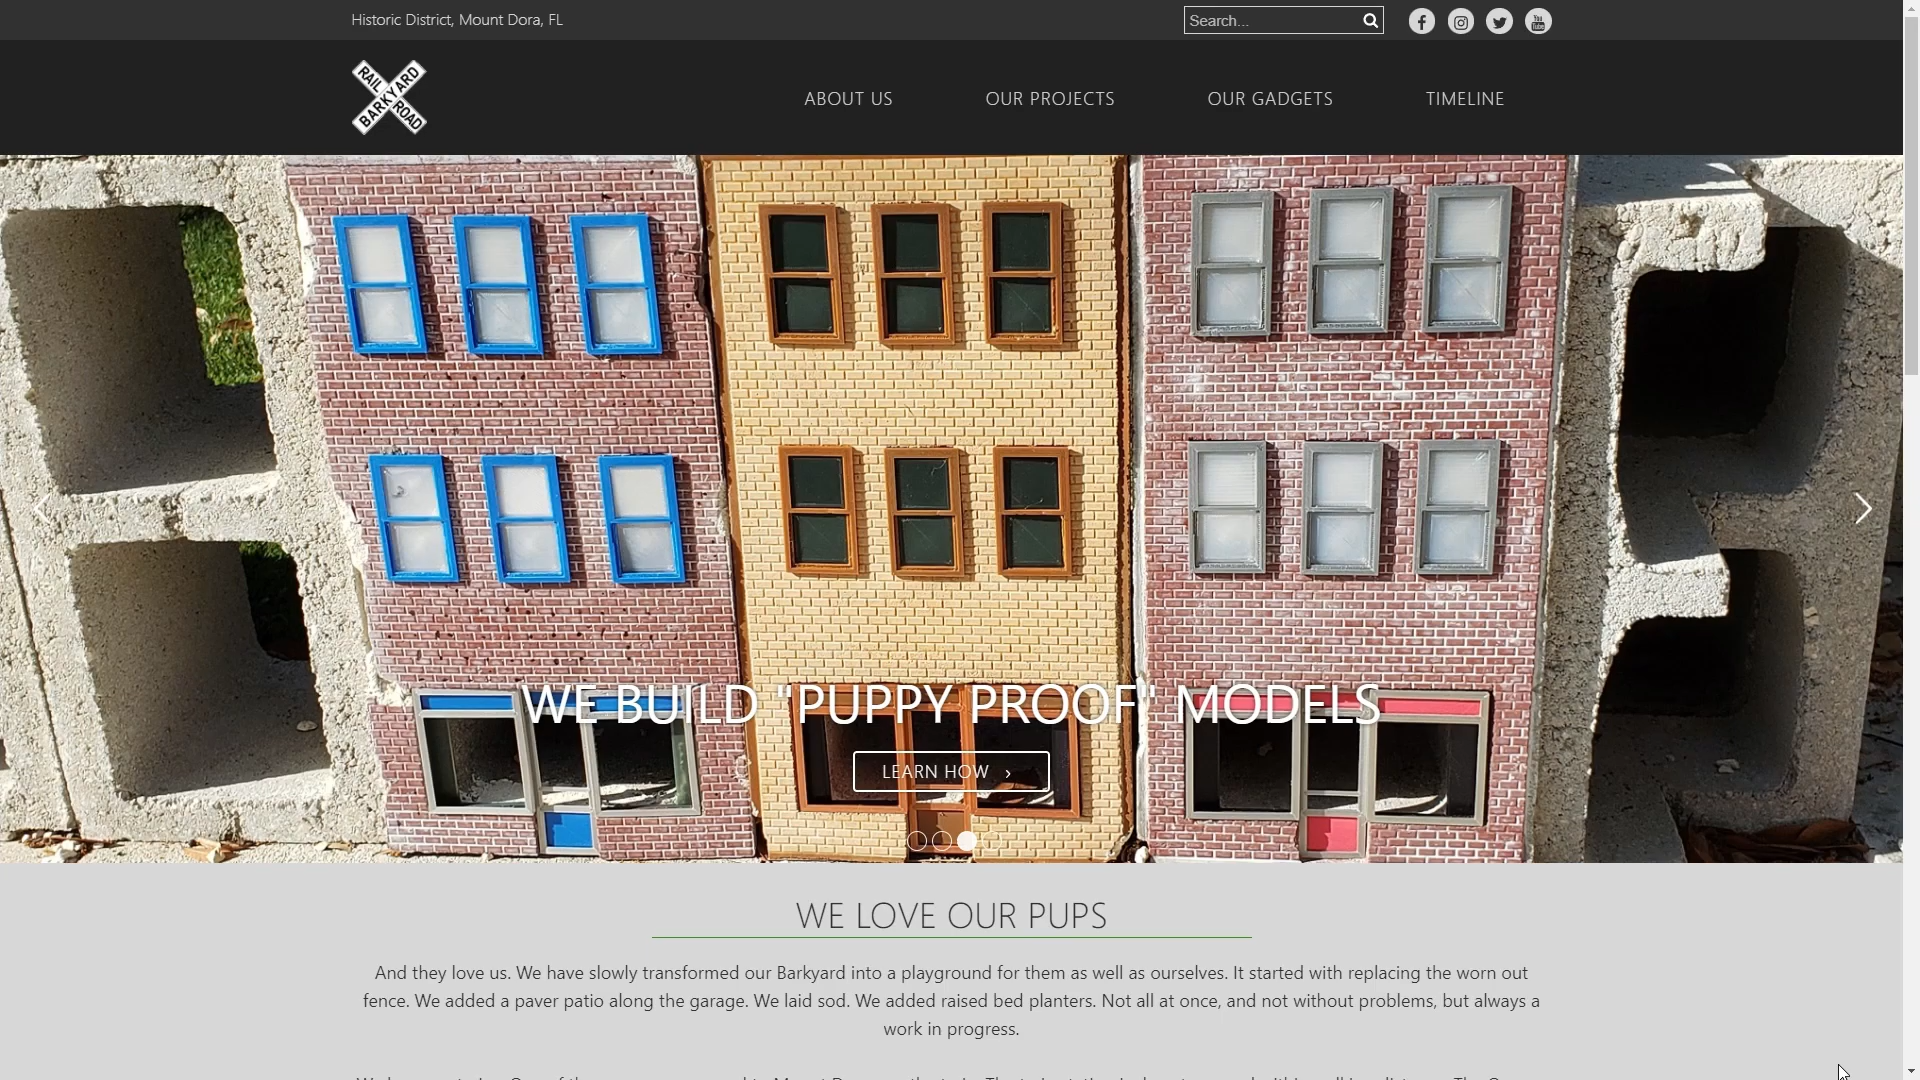 Historic District, Mount Dora, FL
Search...
RAIL ROAD
BARKYARD
ABOUT US
OUR PROJECTS
OUR GADGETS
TIMELINE
WE BUILD "PUPPY PROOF" MODELS
LEARN HOW ›
WE LOVE OUR PUPS
And they love us. We have slowly transformed our Barkyard into a playground for them as well as ourselves. It started with replacing the worn out
fence. We added a paver patio along the garage. We laid sod. We added raised bed planters. Not all at once, and not without problems, but always a
work in progress.